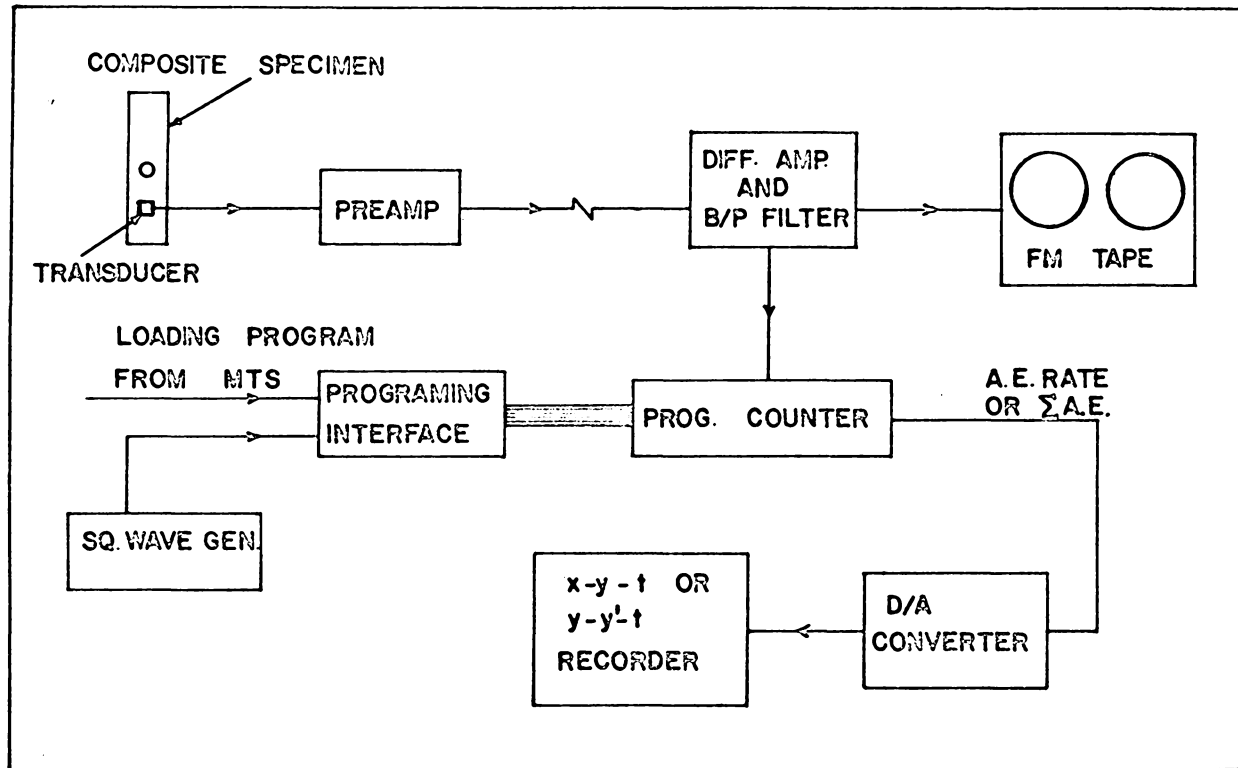 COMPOSITE SPECIMEN
TRANSDUCER
PREAMP
DIFF. AMP.
AND
B/P FILTER
FM TAPE
LOADING PROGRAM
FROM MTS
PROGRAMING
INTERFACE
PROG. COUNTER
A.E. RATE
OR Σ A.E.
SQ. WAVE GEN.
x-y-t OR
y-y'-t
RECORDER
D/A
CONVERTER